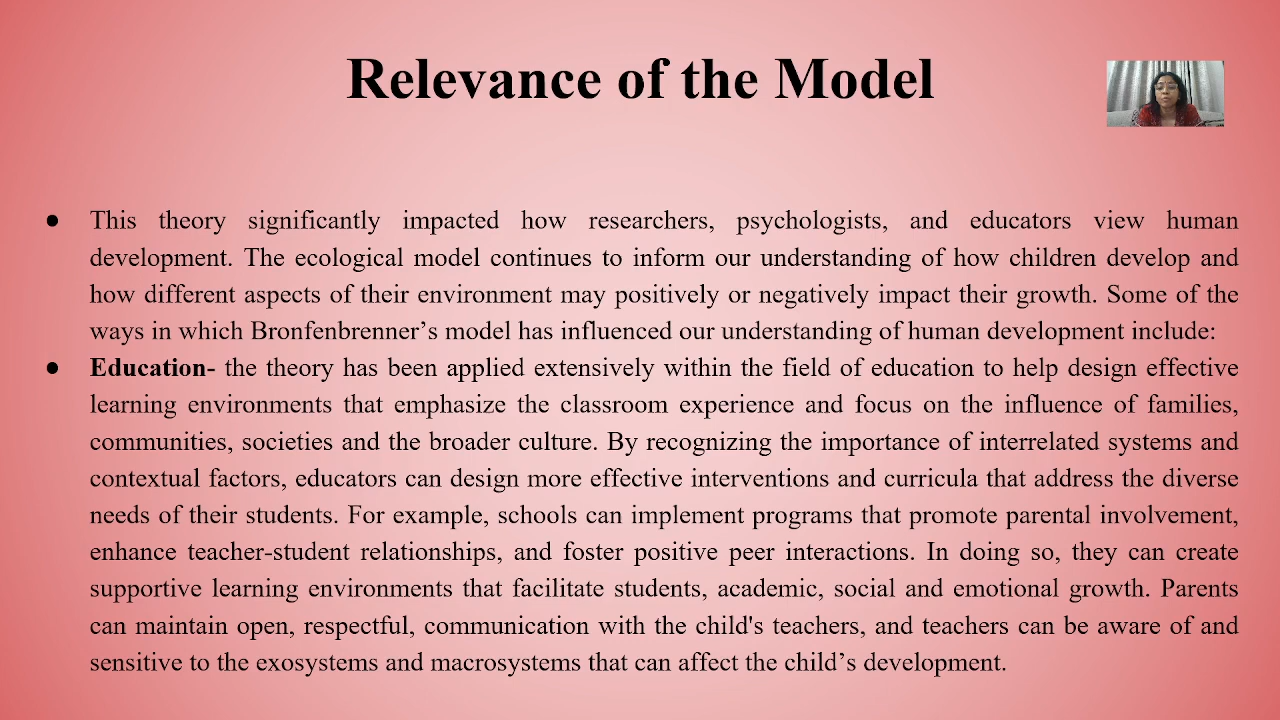 Relevance of the Model
● This theory significantly impacted how researchers, psychologists, and educators view human
development. The ecological model continues to inform our understanding of how children develop and
how different aspects of their environment may positively or negatively impact their growth. Some of the
ways in which Bronfenbrenner’s model has influenced our understanding of human development include:
● Education- the theory has been applied extensively within the field of education to help design effective
learning environments that emphasize the classroom experience and focus on the influence of families,
communities, societies and the broader culture. By recognizing the importance of interrelated systems and
contextual factors, educators can design more effective interventions and curricula that address the diverse
needs of their students. For example, schools can implement programs that promote parental involvement,
enhance teacher-student relationships, and foster positive peer interactions. In doing so, they can create
supportive learning environments that facilitate students, academic, social and emotional growth. Parents
can maintain open, respectful, communication with the child's teachers, and teachers can be aware of and
sensitive to the exosystems and macrosystems that can affect the child’s development.